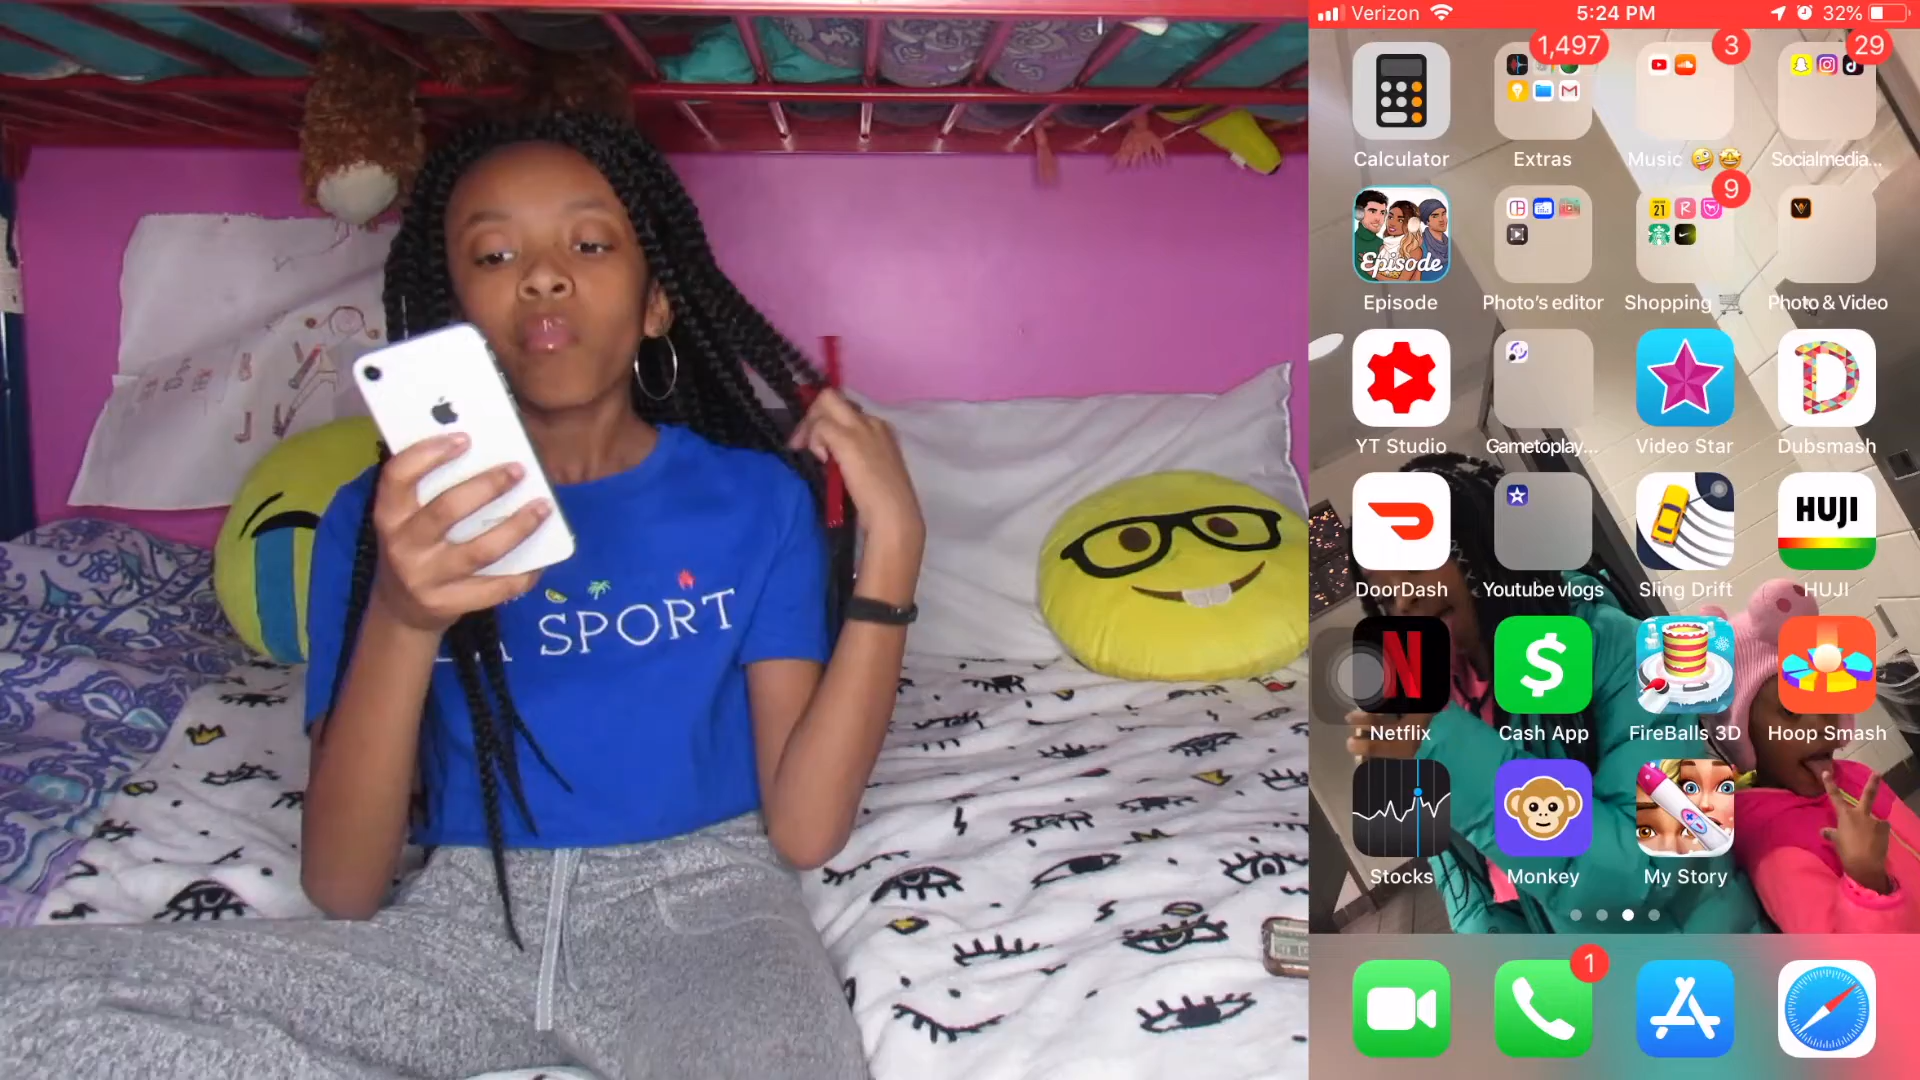 SPORT
Verizon 5:24 PM 32%
1,497 3 29
Calculator Extras Music 🤪🤩 Socialmedia...
21 R 9
Episode
Episode Photo's editor Shopping 🛒 Photo & Video
YT Studio Gametoplay... Video Star Dubsmash
HUJI
DoorDash Youtube vlogs Sling Drift HUJI
Netflix Cash App FireBalls 3D Hoop Smash
Stocks Monkey My Story
1